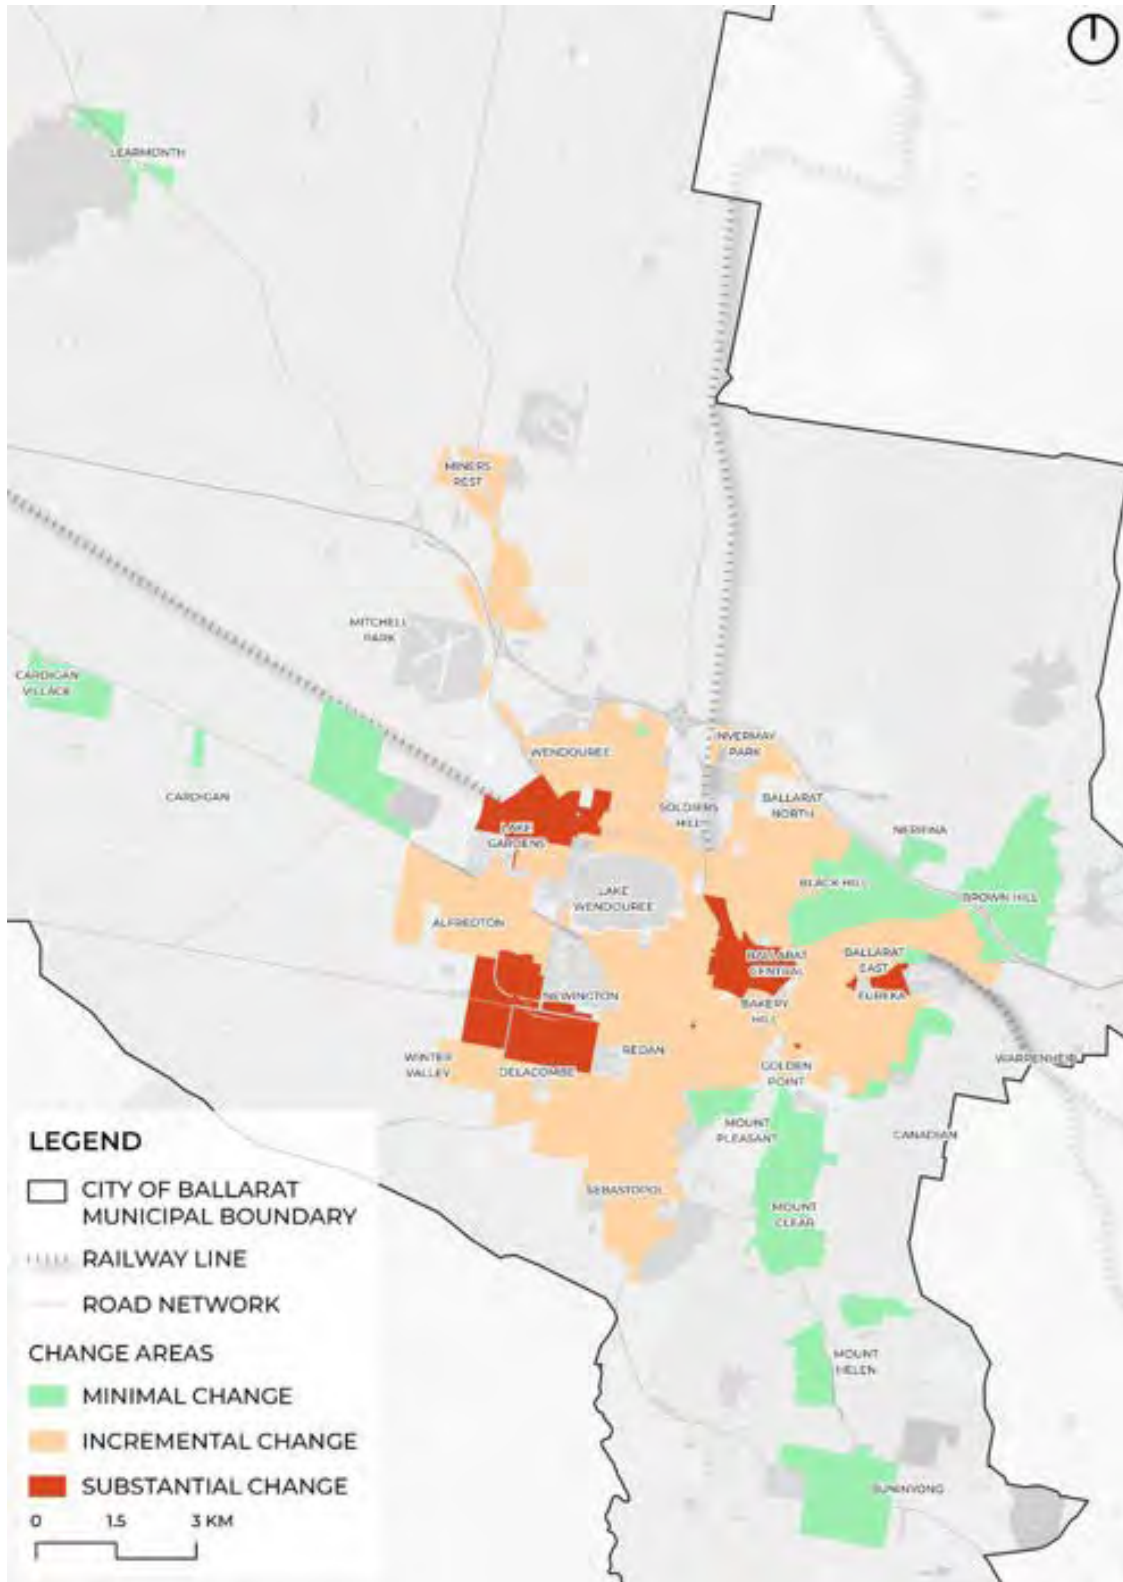 LEARMONTH
MINERS
REST
MITCHELL
PARK
CARDIGAN
VILLAGE
CARDIGAN
WENDOUREE
INVERMAY
PARK
SOLDIERS
HILL
BALLARAT
NORTH
NERRINA
LAKE
GARDENS
LAKE
WENDOUREE
BLACK HILL
BROWN HILL
ALFREDTON
BALLARAT
CENTRAL
BALLARAT
EAST
EUREKA
NEWINGTON
BAKERY
HILL
REDAN
WINTER
VALLEY
DELACOMBE
GOLDEN
POINT
WARRENHEIP
MOUNT
PLEASANT
CANADIAN
SEBASTOPOL
MOUNT
CLEAR
MOUNT
HELEN
BUNINYONG
LEGEND
CITY OF BALLARAT
MUNICIPAL BOUNDARY
RAILWAY LINE
ROAD NETWORK
CHANGE AREAS
MINIMAL CHANGE
INCREMENTAL CHANGE
SUBSTANTIAL CHANGE
0 1.5 3 KM